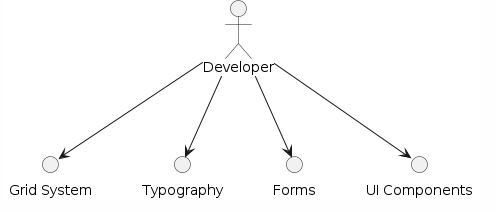 Developer
Grid System
Typography
Forms
UI Components